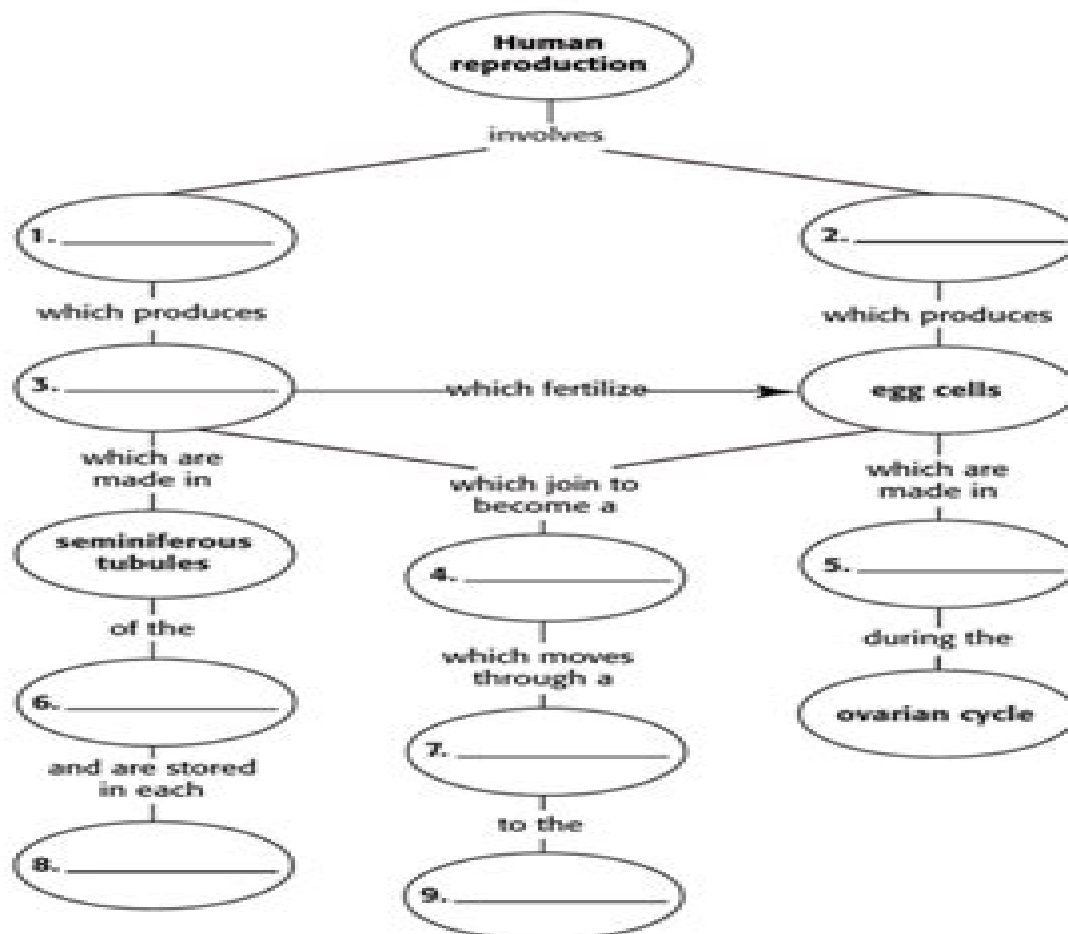 Human
reproduction
involves
1. ____________
2. ____________
which produces
which produces
3. ____________
which fertilize
egg cells
which are
made in
which join to
become a
which are
made in
seminiferous
tubules
4. ____________
5. ____________
of the
which moves
through a
during the
6. ____________
7. ____________
ovarian cycle
and are stored
in each
to the
8. ____________
9. ____________